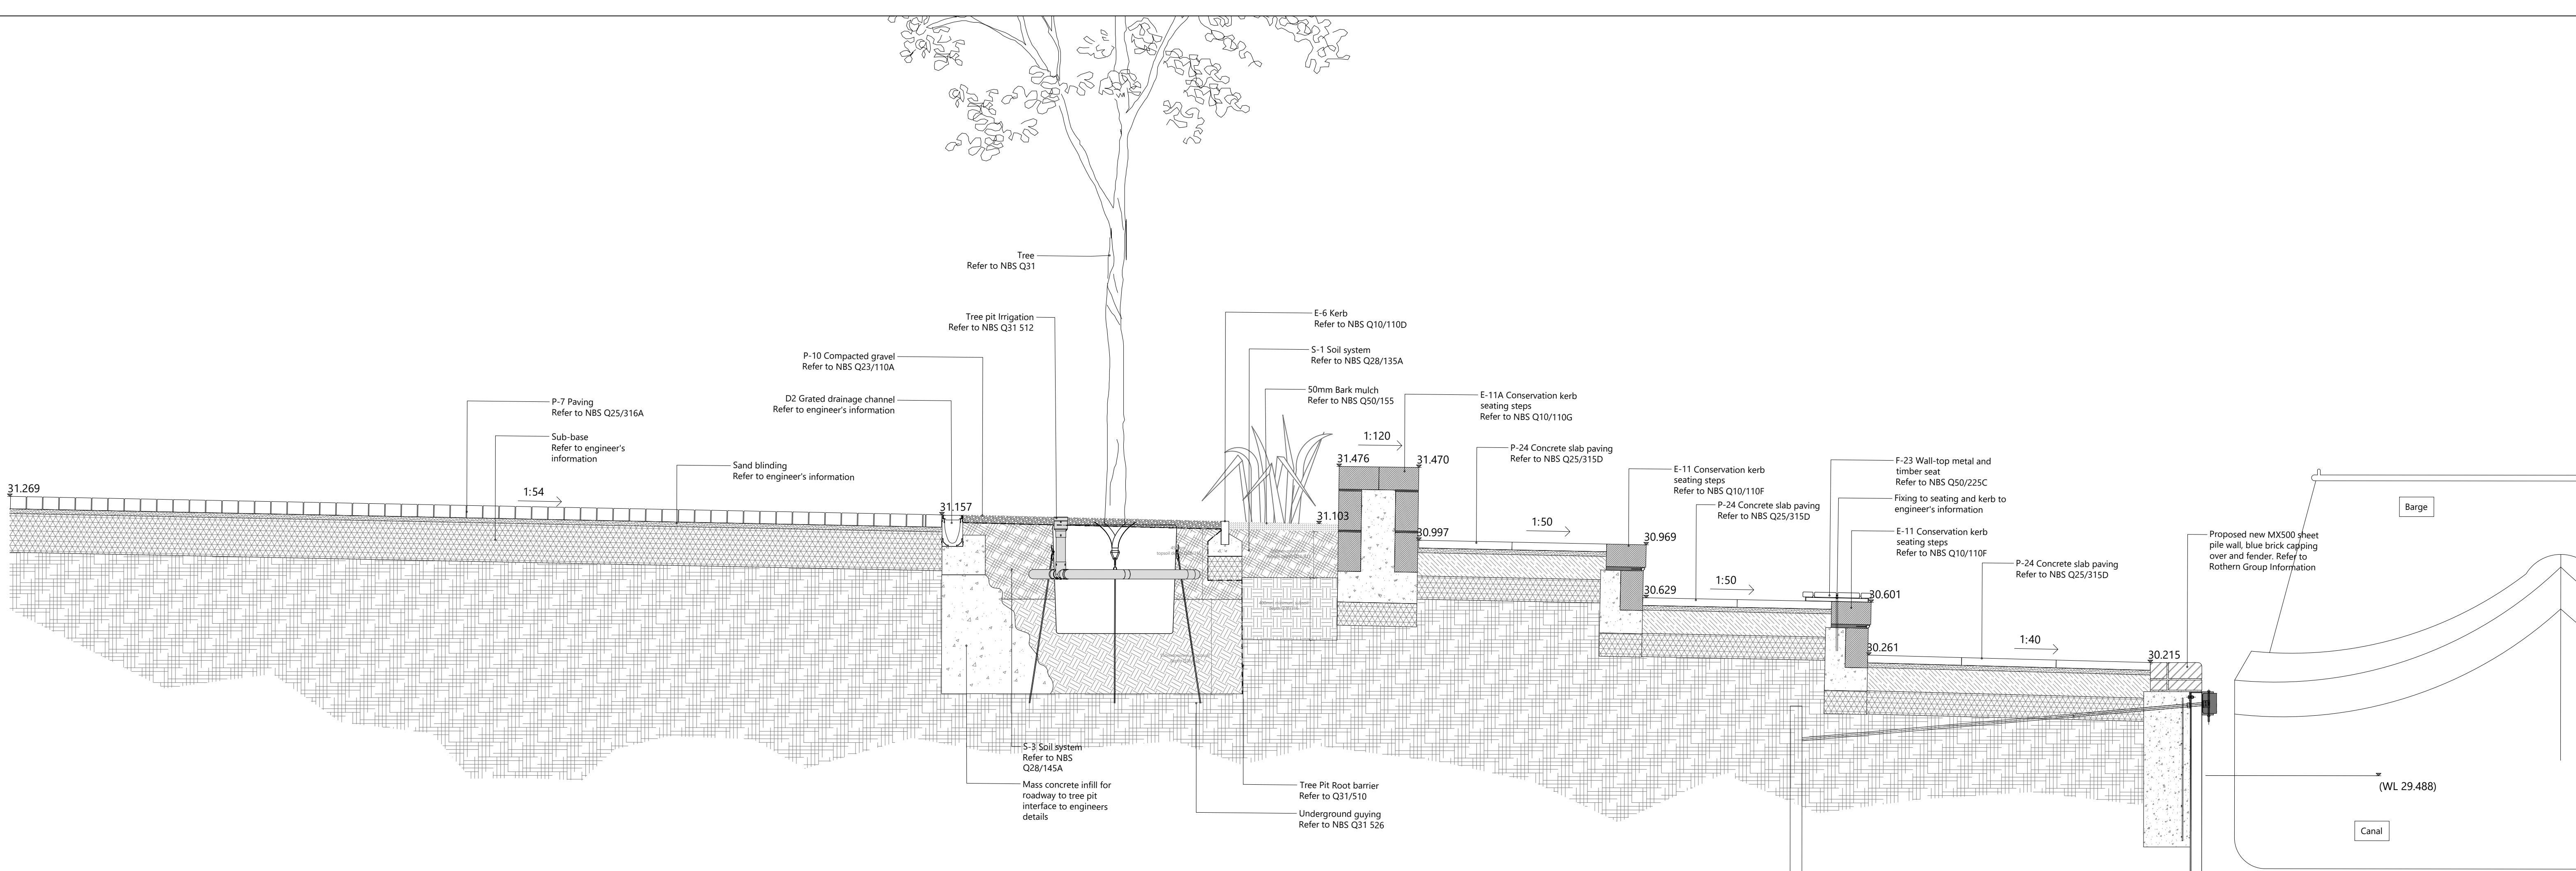 Tree
Refer to NBS Q31
Tree pit Irrigation
Refer to NBS Q31 512
P-10 Compacted gravel
Refer to NBS Q23/110A
D2 Grated drainage channel
Refer to engineer's information
P-7 Paving
Refer to NBS Q25/316A
Sub-base
Refer to engineer's
information
Sand blinding
Refer to engineer's information
31.269
1:54
31.157
E-6 Kerb
Refer to NBS Q10/110D
S-1 Soil system
Refer to NBS Q28/135A
50mm Bark mulch
Refer to NBS Q50/155
E-11A Conservation kerb
seating steps
Refer to NBS Q10/110G
1:120
31.476
31.470
31.103
30.997
P-24 Concrete slab paving
Refer to NBS Q25/315D
1:50
30.969
E-11 Conservation kerb
seating steps
Refer to NBS Q10/110F
P-24 Concrete slab paving
Refer to NBS Q25/315D
1:50
30.629
F-23 Wall-top metal and
timber seat
Refer to NBS Q50/225C
Fixing to seating and kerb to
engineer's information
E-11 Conservation kerb
seating steps
Refer to NBS Q10/110F
30.601
30.261
P-24 Concrete slab paving
Refer to NBS Q25/315D
1:40
30.215
Proposed new MX500 sheet
pile wall, blue brick capping
over and fender. Refer to
Rothern Group Information
Barge
(WL 29.488)
Canal
S-3 Soil system
Refer to NBS
Q28/145A
Mass concrete infill for
roadway to tree pit
interface to engineers
details
Tree Pit Root barrier
Refer to Q31/510
Underground guying
Refer to NBS Q31 526